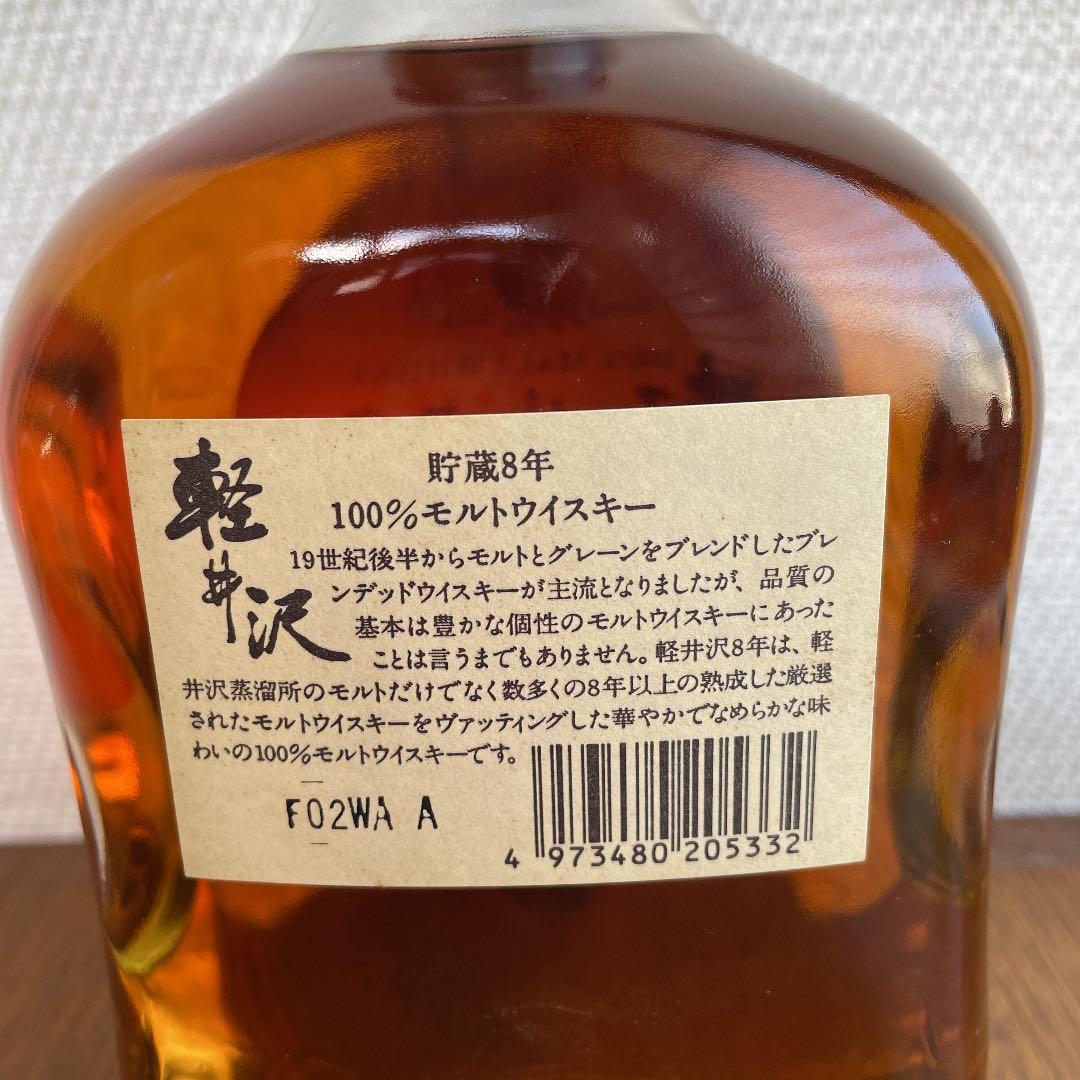 軽井沢
貯蔵8年
100%モルトウイスキー
19世紀後半からモルトとグレーンをブレンドしたブレ
ンデッドウイスキーが主流となりましたが、品質の
基本は豊かな個性のモルトウイスキーにあった
ことは言うまでもありません。軽井沢8年は、軽
井沢蒸溜所のモルトだけでなく数多くの8年以上の熟成した厳選
されたモルトウイスキーをヴァッティングした華やかでなめらかな味
わいの100%モルトウイスキーです。
F02WA A
4 973480 205332